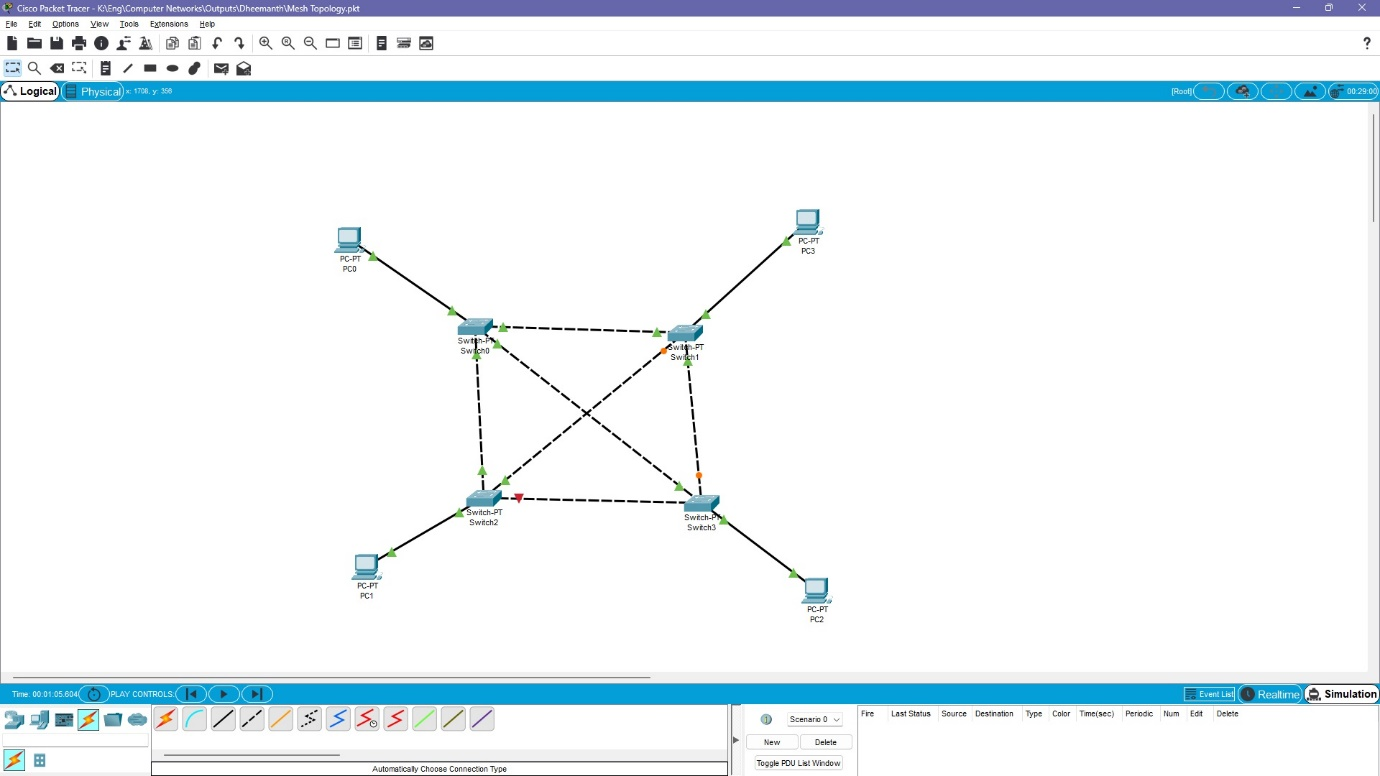 Cisco Packet Tracer - K:\Eng\Computer Networks\Outputs\Dheemanth\Mesh Topology.pkt
File Edit Options View Tools Extensions Help
?
Logical Physical x: 1708, y: 350 [Root] 00:29:00
PC-PT
PC3
PC-PT
PC0
Switch-PT
Switch0
Switch-PT
Switch1
Switch-PT
Switch2
Switch-PT
Switch3
PC-PT
PC1
PC-PT
PC2
Time: 00:01:05.604 PLAY CONTROLS: Event List Realtime Simulation
Scenario 0
New Delete
Toggle PDU List Window
Fire Last Status Source Destination Type Color Time(sec) Periodic Num Edit Delete
Automatically Choose Connection Type